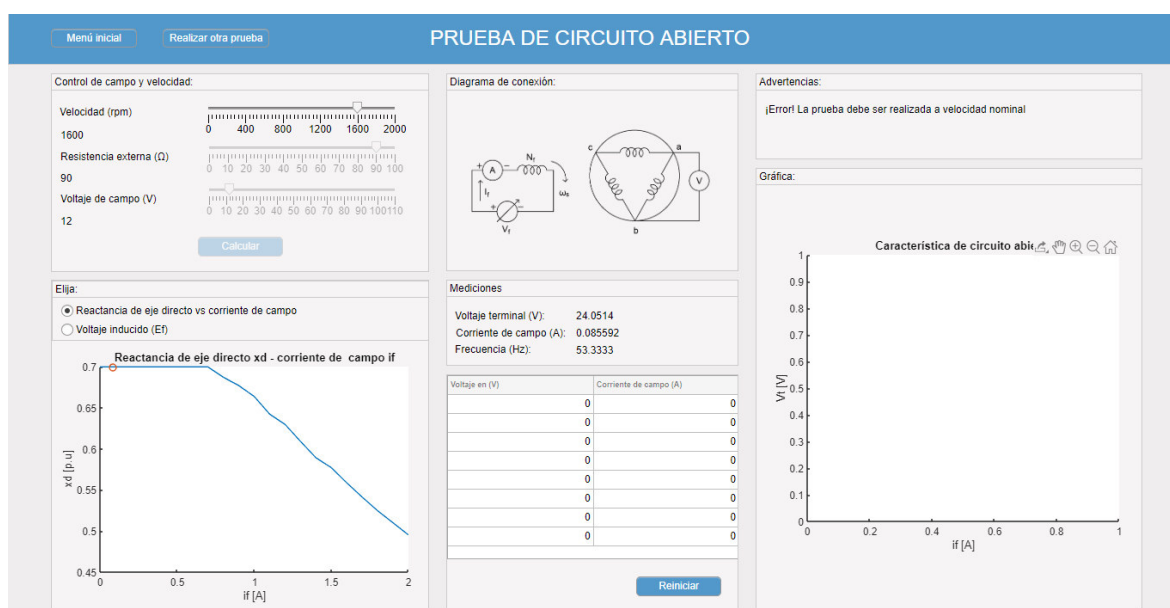 Menú inicial
Realizar otra prueba
PRUEBA DE CIRCUITO ABIERTO
Control de campo y velocidad:
Velocidad (rpm)
1600
0 400 800 1200 1600 2000
Resistencia externa (Ω)
90
0 10 20 30 40 50 60 70 80 90 100
Voltaje de campo (V)
12
0 10 20 30 40 50 60 70 80 90 100 110
Calcular
Elija:
Reactancia de eje directo vs corriente de campo
Voltaje inducido (Ef)
Reactancia de eje directo xd - corriente de campo if
0.7
0.65
0.6
0.55
0.5
0.45
xd [p.u]
0 0.5 1 1.5 2
if [A]
Diagrama de conexión:
+ A -
Nf
If
ωs
+ -
Vf
c
a
b
V
Mediciones
Voltaje terminal (V): 24.0514
Corriente de campo (A): 0.085592
Frecuencia (Hz): 53.3333
Voltaje en (V) Corriente de campo (A)
0 0
0 0
0 0
0 0
0 0
0 0
0 0
0 0
Reiniciar
Advertencias:
¡Error! La prueba debe ser realizada a velocidad nominal
Gráfica:
Característica de circuito abie
1
0.9
0.8
0.7
0.6
0.5
0.4
0.3
0.2
0.1
0
Vt [V]
0 0.2 0.4 0.6 0.8 1
if [A]